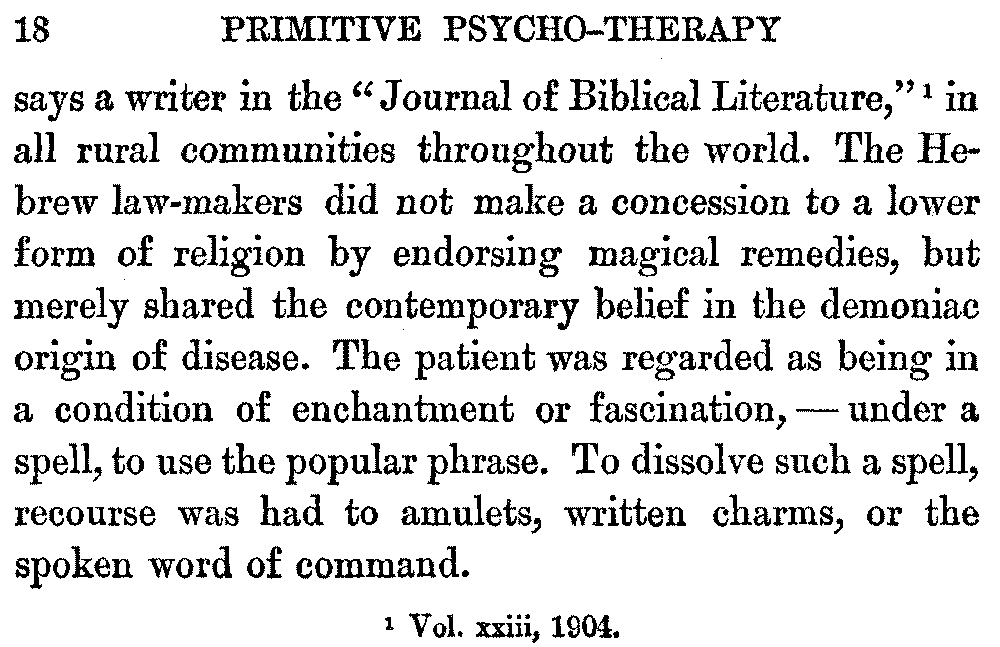 18 PRIMITIVE PSYCHO-THERAPY
says a writer in the “Journal of Biblical Literature,” ¹ in
all rural communities throughout the world. The He-
brew law-makers did not make a concession to a lower
form of religion by endorsing magical remedies, but
merely shared the contemporary belief in the demoniac
origin of disease. The patient was regarded as being in
a condition of enchantment or fascination, — under a
spell, to use the popular phrase. To dissolve such a spell,
recourse was had to amulets, written charms, or the
spoken word of command.
¹ Vol. xxiii, 1904.